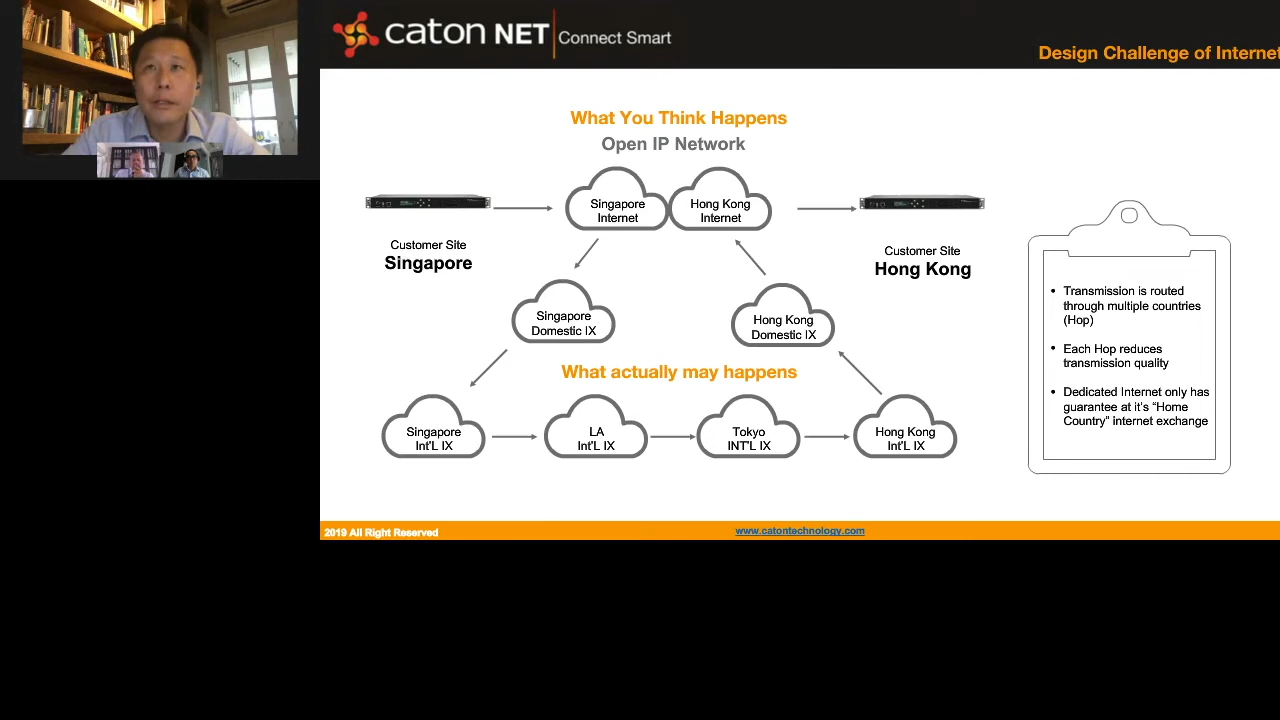 caton NET Connect Smart
Design Challenge of Internet
What You Think Happens
Open IP Network
Singapore
Internet
Hong Kong
Internet
Customer Site
Singapore
Customer Site
Hong Kong
Singapore
Domestic IX
Hong Kong
Domestic IX
What actually may happens
Singapore
Int'L IX
LA
Int'L IX
Tokyo
INT'L IX
Hong Kong
Int'L IX
• Transmission is routed
through multiple countries
(Hop)
• Each Hop reduces
transmission quality
• Dedicated Internet only has
guarantee at it's “Home
Country” internet exchange
2019 All Right Reserved
www.catontechnology.com